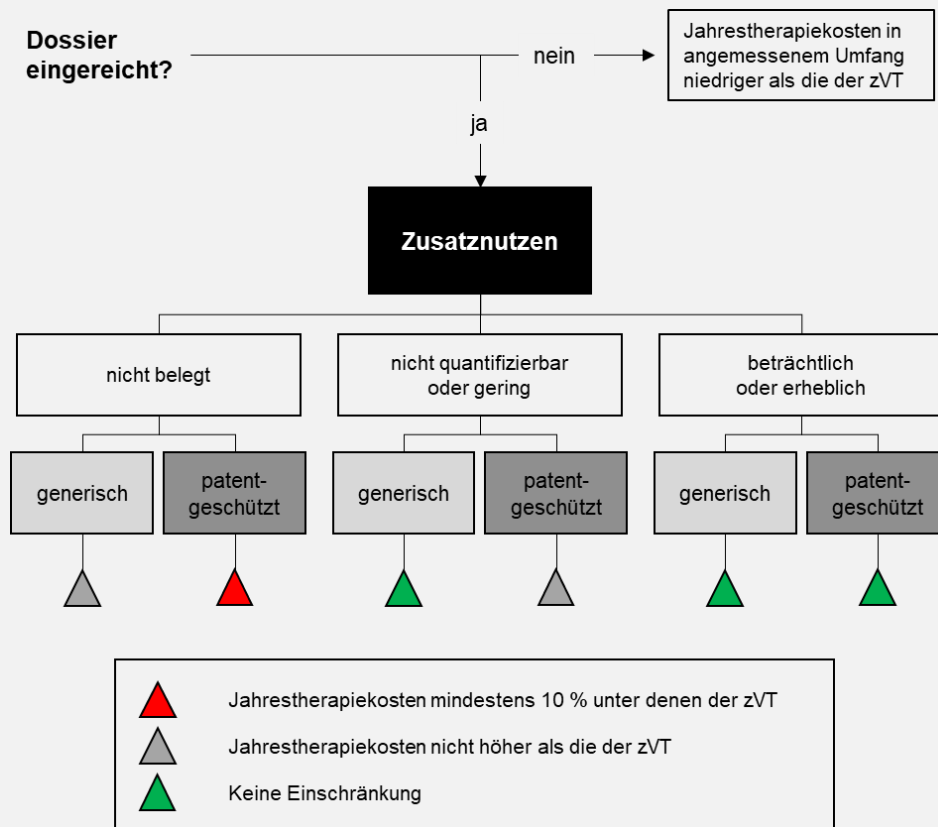 Dossier
eingereicht?
nein
Jahrestherapiekosten in
angemessenem Umfang
niedriger als die der zVT
ja
Zusatznutzen
nicht belegt
nicht quantifizierbar
oder gering
beträchtlich
oder erheblich
generisch
patent-
geschützt
generisch
patent-
geschützt
generisch
patent-
geschützt
Jahrestherapiekosten mindestens 10 % unter denen der zVT
Jahrestherapiekosten nicht höher als die der zVT
Keine Einschränkung